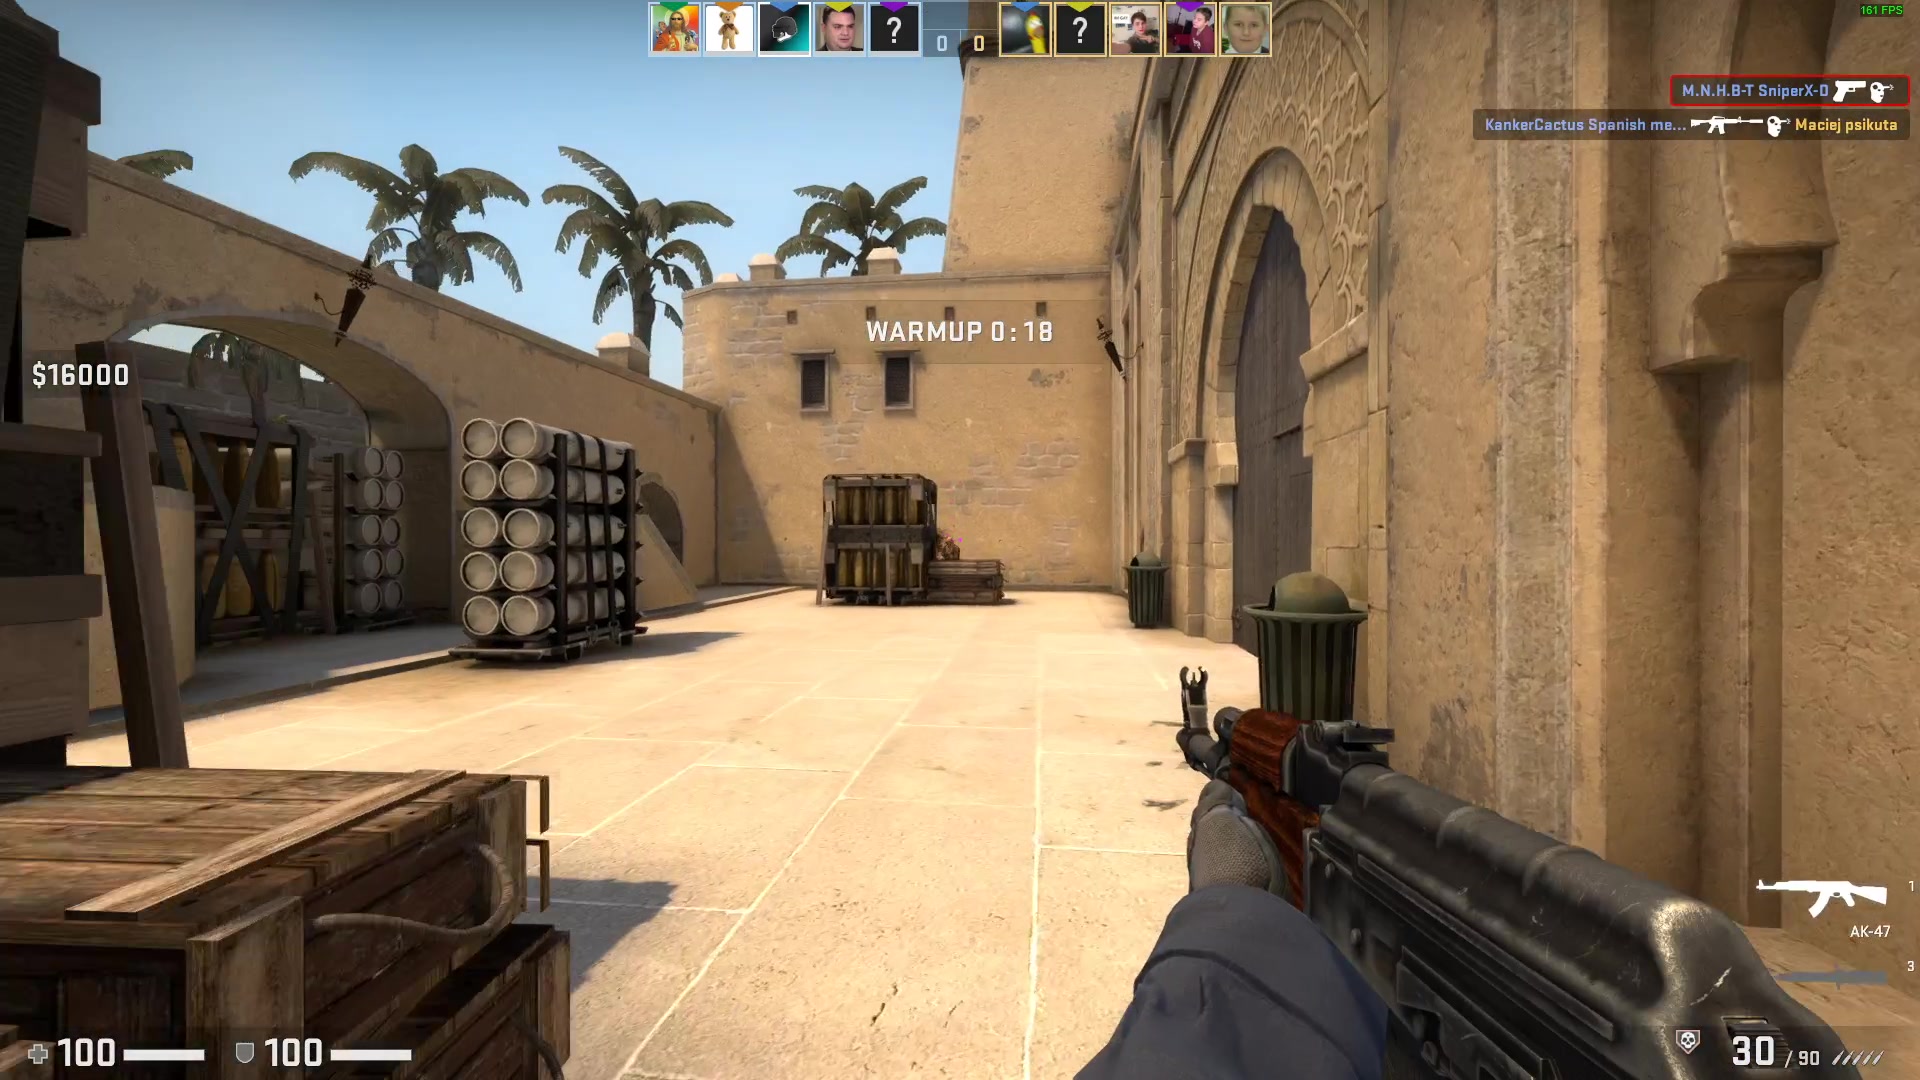 161 FPS
? 0 0 ?
M.N.H.B-T SniperX-D
KankerCactus Spanish me... Maciej psikuta
WARMUP 0:18
$16000
1
AK-47
3
100 100
30 / 90